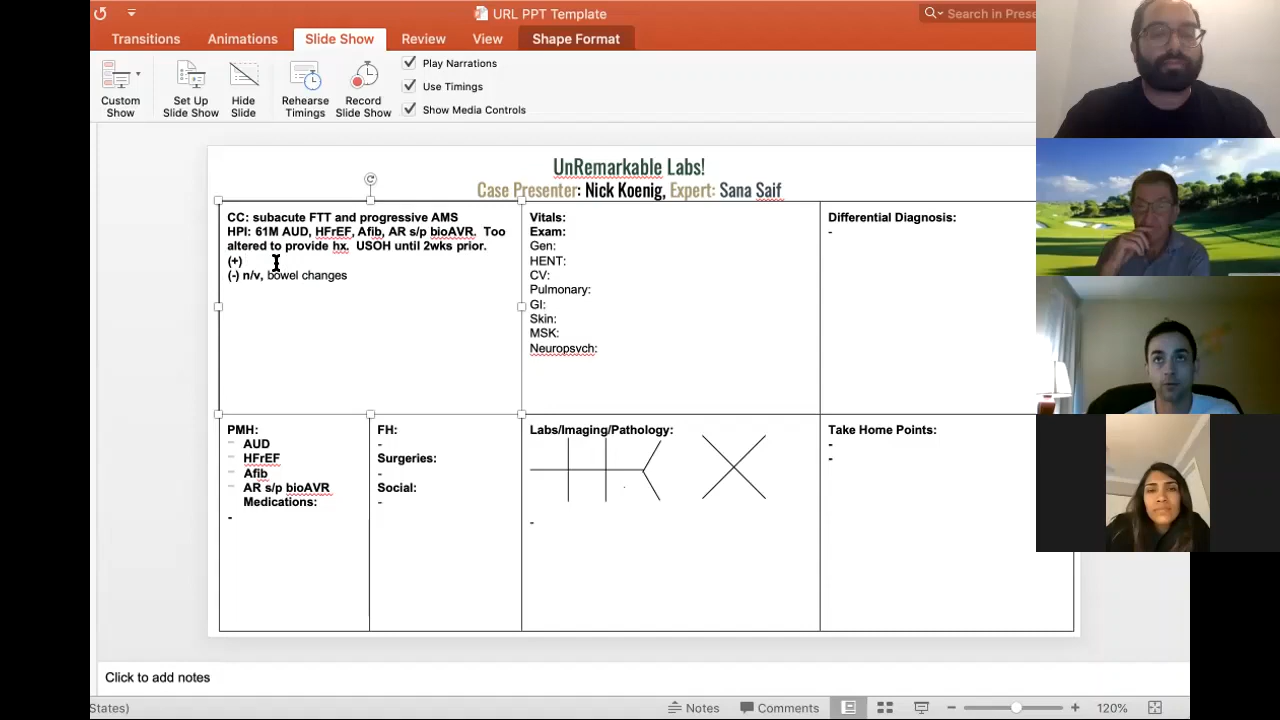 URL PPT Template
Search in Prese
Transitions
Animations
Slide Show
Review
View
Shape Format
Custom
Show
Set Up
Slide Show
Hide
Slide
Rehearse
Timings
Record
Slide Show
Play Narrations
Use Timings
Show Media Controls
UnRemarkable Labs!
Case Presenter: Nick Koenig, Expert: Sana Saif
CC: subacute FTT and progressive AMS
HPI: 61M AUD, HFrEF, Afib, AR s/p bioAVR. Too
altered to provide hx. USOH until 2wks prior.
(+)
(-) n/v, bowel changes
Vitals:
Exam:
Gen:
HENT:
CV:
Pulmonary:
GI:
Skin:
MSK:
Neuropsych:
Differential Diagnosis:
-
PMH:
- AUD
- HFrEF
- Afib
- AR s/p bioAVR
Medications:
-
FH:
-
Surgeries:
-
Social:
-
Labs/Imaging/Pathology:
-
Take Home Points:
-
-
Click to add notes
States)
Notes
Comments
120%